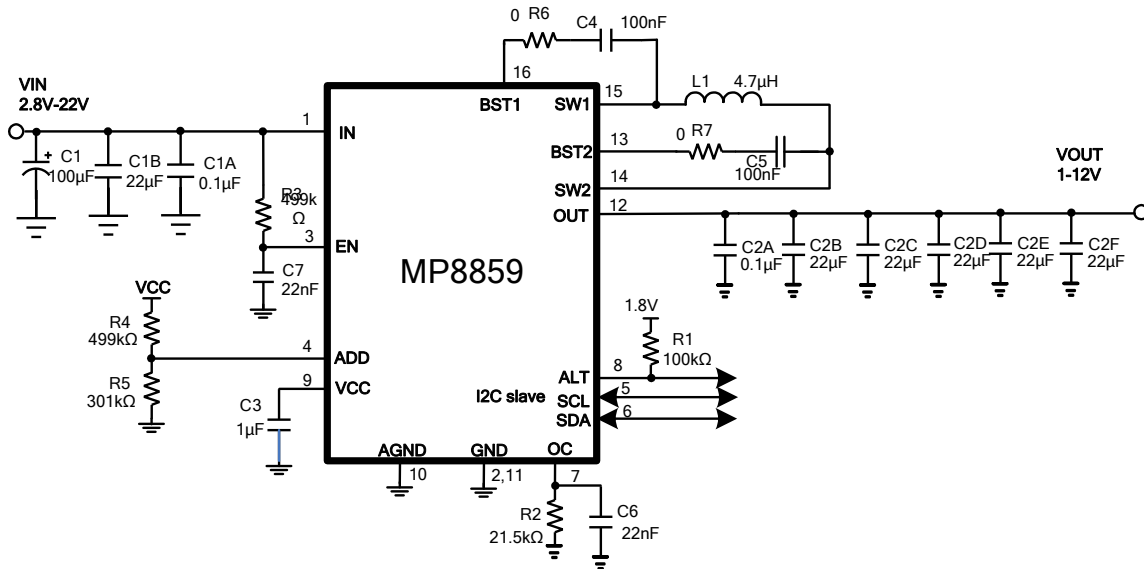 0 R6
C4 100nF
16
BST1
VIN
2.8V-22V
1
IN
C1
100µF
+
C1B
22µF
C1A
0.1µF
R3
499k
Ω
3
EN
C7
22nF
VCC
R4
499kΩ
R5
301kΩ
4
ADD
9
VCC
C3
1µF
MP8859
AGND
10
GND
2,11
OC
7
R2
21.5kΩ
C6
22nF
15
SW1
L1 4.7µH
13
BST2
0 R7
C5
100nF
14
SW2
12
OUT
VOUT
1-12V
C2A
0.1µF
C2B
22µF
C2C
22µF
C2D
22µF
C2E
22µF
C2F
22µF
1.8V
R1
100kΩ
8
ALT
I2C slave
5
SCL
6
SDA